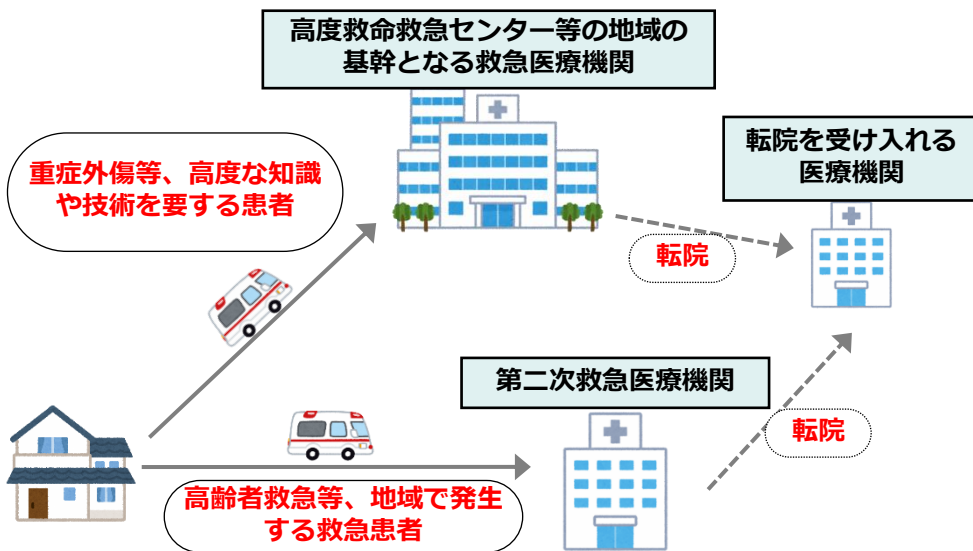 高度救命救急センター等の地域の
基幹となる救急医療機関
転院を受け入れる
医療機関
重症外傷等、高度な知識
や技術を要する患者
転院
第二次救急医療機関
転院
高齢者救急等、地域で発生
する救急患者